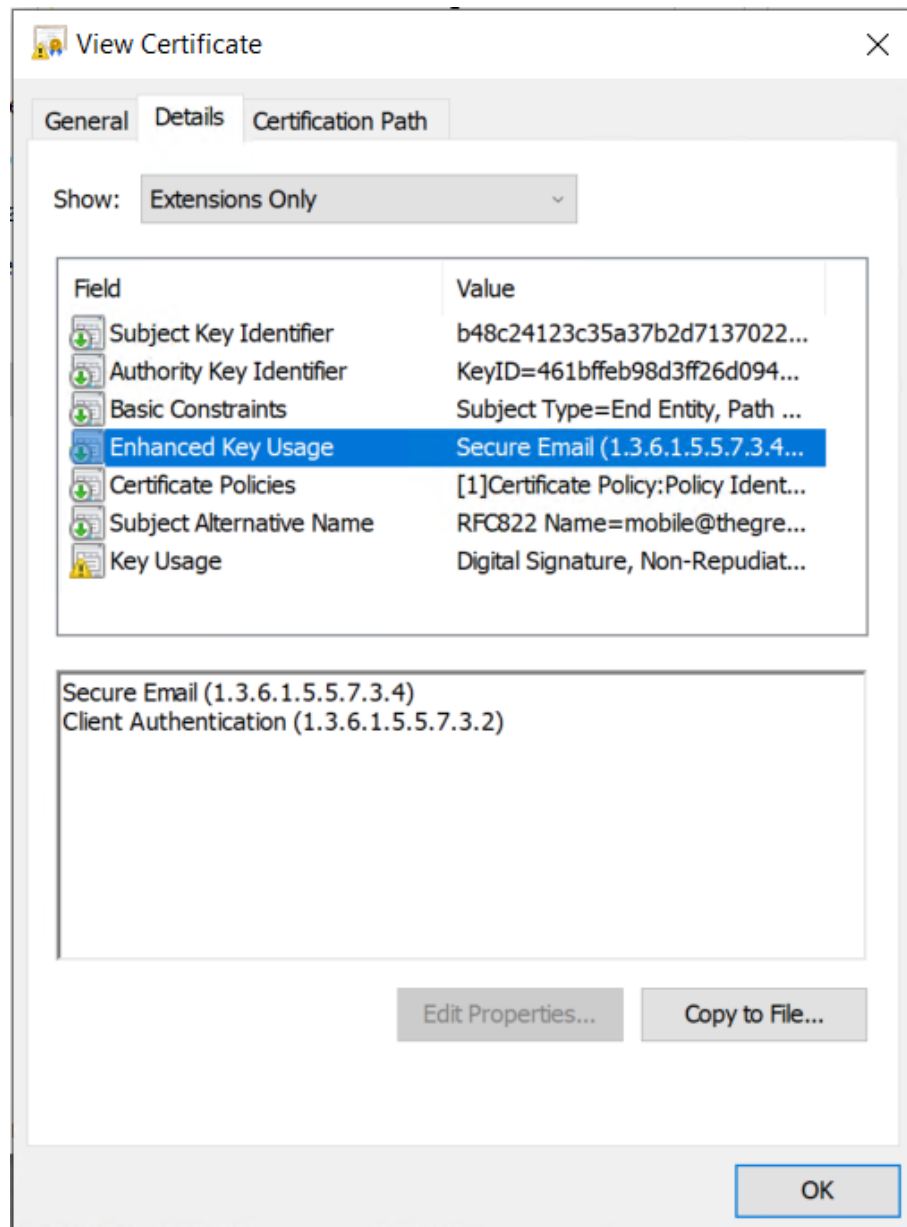 View Certificate
General Details Certification Path
Show: Extensions Only
Field Value
Subject Key Identifier b48c24123c35a37b2d7137022...
Authority Key Identifier KeyID=461bffeb98d3ff26d094...
Basic Constraints Subject Type=End Entity, Path ...
Enhanced Key Usage Secure Email (1.3.6.1.5.5.7.3.4...
Certificate Policies [1]Certificate Policy:Policy Ident...
Subject Alternative Name RFC822 Name=mobile@thegre...
Key Usage Digital Signature, Non-Repudiat...
Secure Email (1.3.6.1.5.5.7.3.4)
Client Authentication (1.3.6.1.5.5.7.3.2)
Edit Properties... Copy to File...
OK